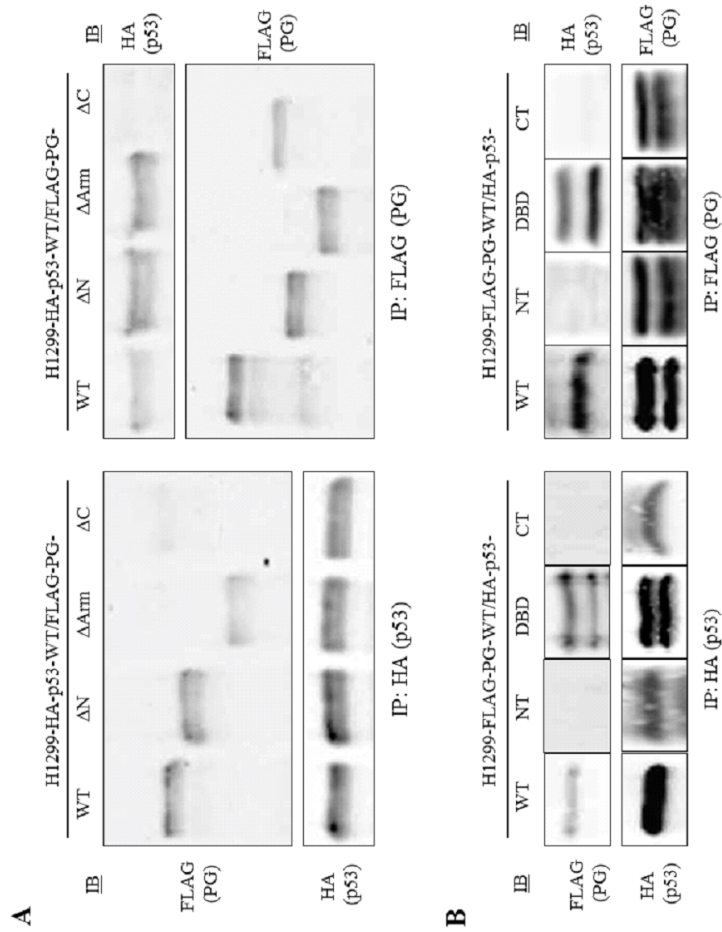 A
H1299-HA-p53-WT/FLAG-PG-
IB
WT ΔN ΔArm ΔC
FLAG
(PG)
HA
(p53)
IP: HA (p53)
H1299-HA-p53-WT/FLAG-PG-
WT ΔN ΔArm ΔC
IB
HA
(p53)
FLAG
(PG)
IP: FLAG (PG)
B
H1299-FLAG-PG-WT/HA-p53-
IB
WT NT DBD CT
FLAG
(PG)
HA
(p53)
IP: HA (p53)
H1299-FLAG-PG-WT/HA-p53-
WT NT DBD CT
IB
HA
(p53)
FLAG
(PG)
IP: FLAG (PG)